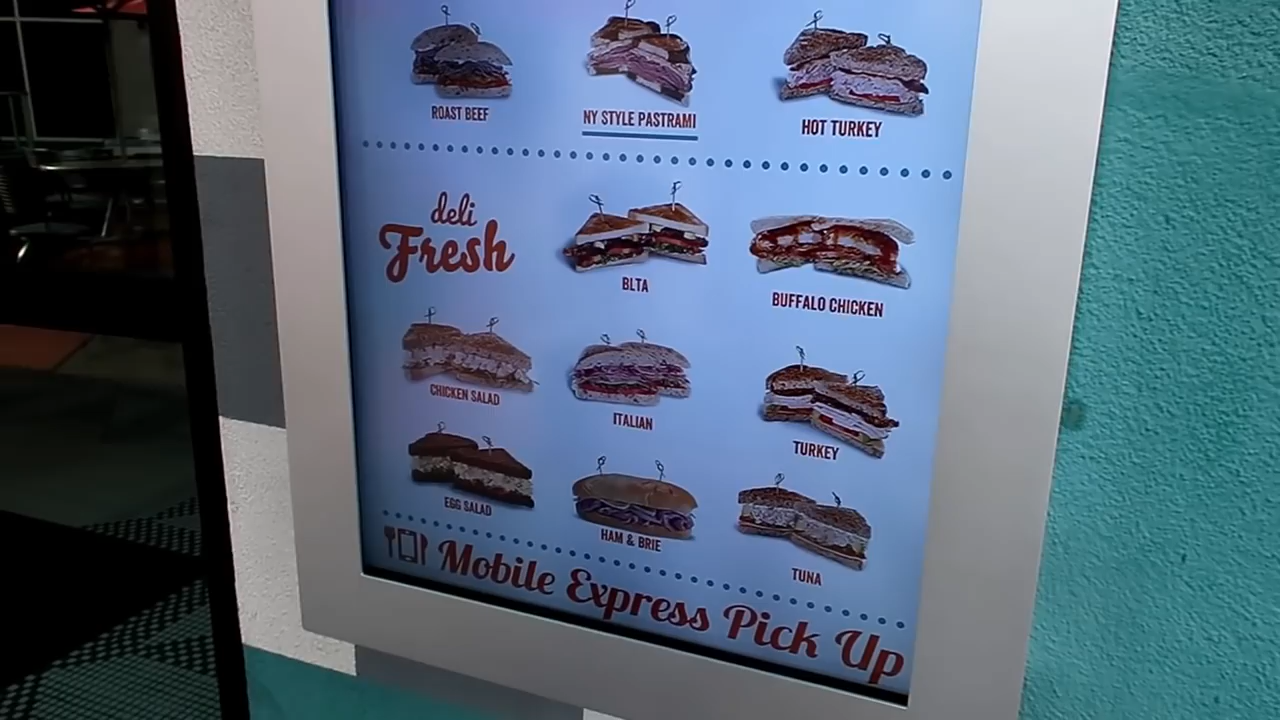 ROAST BEEF
NY STYLE PASTRAMI
HOT TURKEY
deli
Fresh
BLTA
BUFFALO CHICKEN
CHICKEN SALAD
ITALIAN
TURKEY
EGG SALAD
HAM & BRIE
TUNA
Mobile Express Pick Up